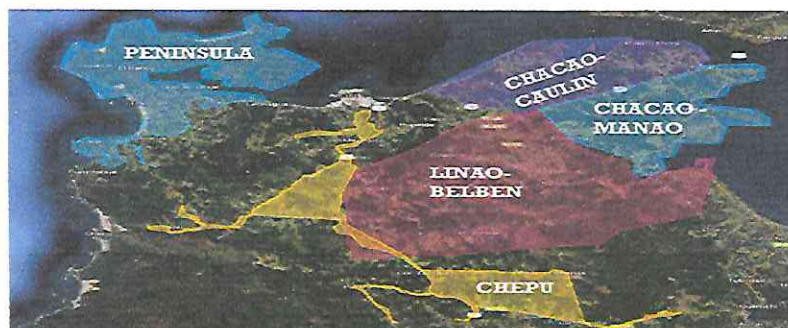 PENINSULA
CHACAO-
CAULIN
CHACAO-
MANAO
LINAO-
BELBEN
CHEPU